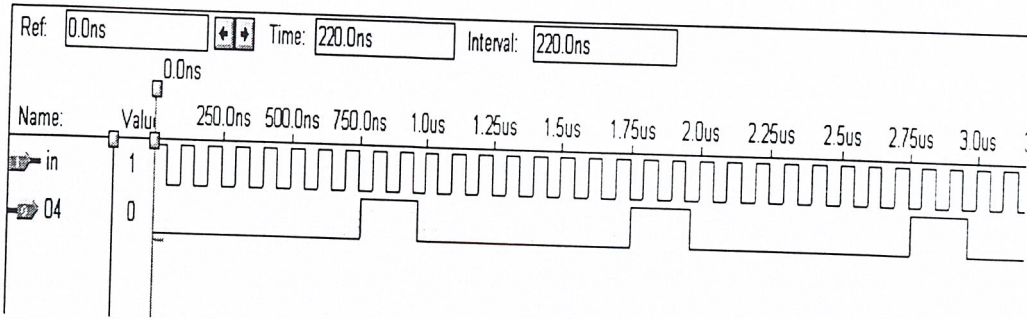 Ref: 0.0ns Time: 220.0ns Interval: 220.0ns
0.0ns
Name: Valu 250.0ns 500.0ns 750.0ns 1.0us 1.25us 1.5us 1.75us 2.0us 2.25us 2.5us 2.75us 3.0us
in 1
04 0